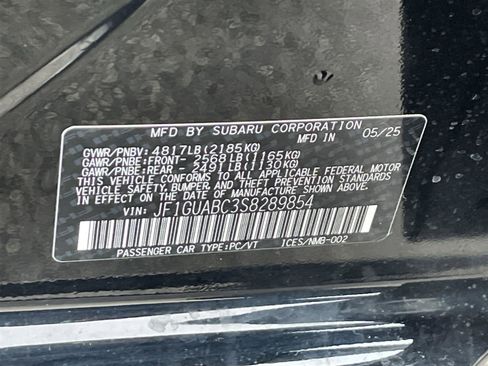 MFD BY SUBARU CORPORATION
MFD IN 05/25
GVWR/PNBV: 4817LB(2185KG)
GAWR/PNBE:FRONT- 2568LB(1165KG)
GAWR/PNBE:REAR - 2491LB(1130KG)
THIS VEHICLE CONFORMS TO ALL APPLICABLE FEDERAL MOTOR
VEHICLE SAFETY, BUMPER, AND THEFT PREVENTION STANDARDS
IN EFFECT ON THE DATE OF MANUFACTURE SHOWN ABOVE.
VIN: JF1GUABC3S8289854
PASSENGER CAR TYPE:PC/VT 1CES/NMB-002